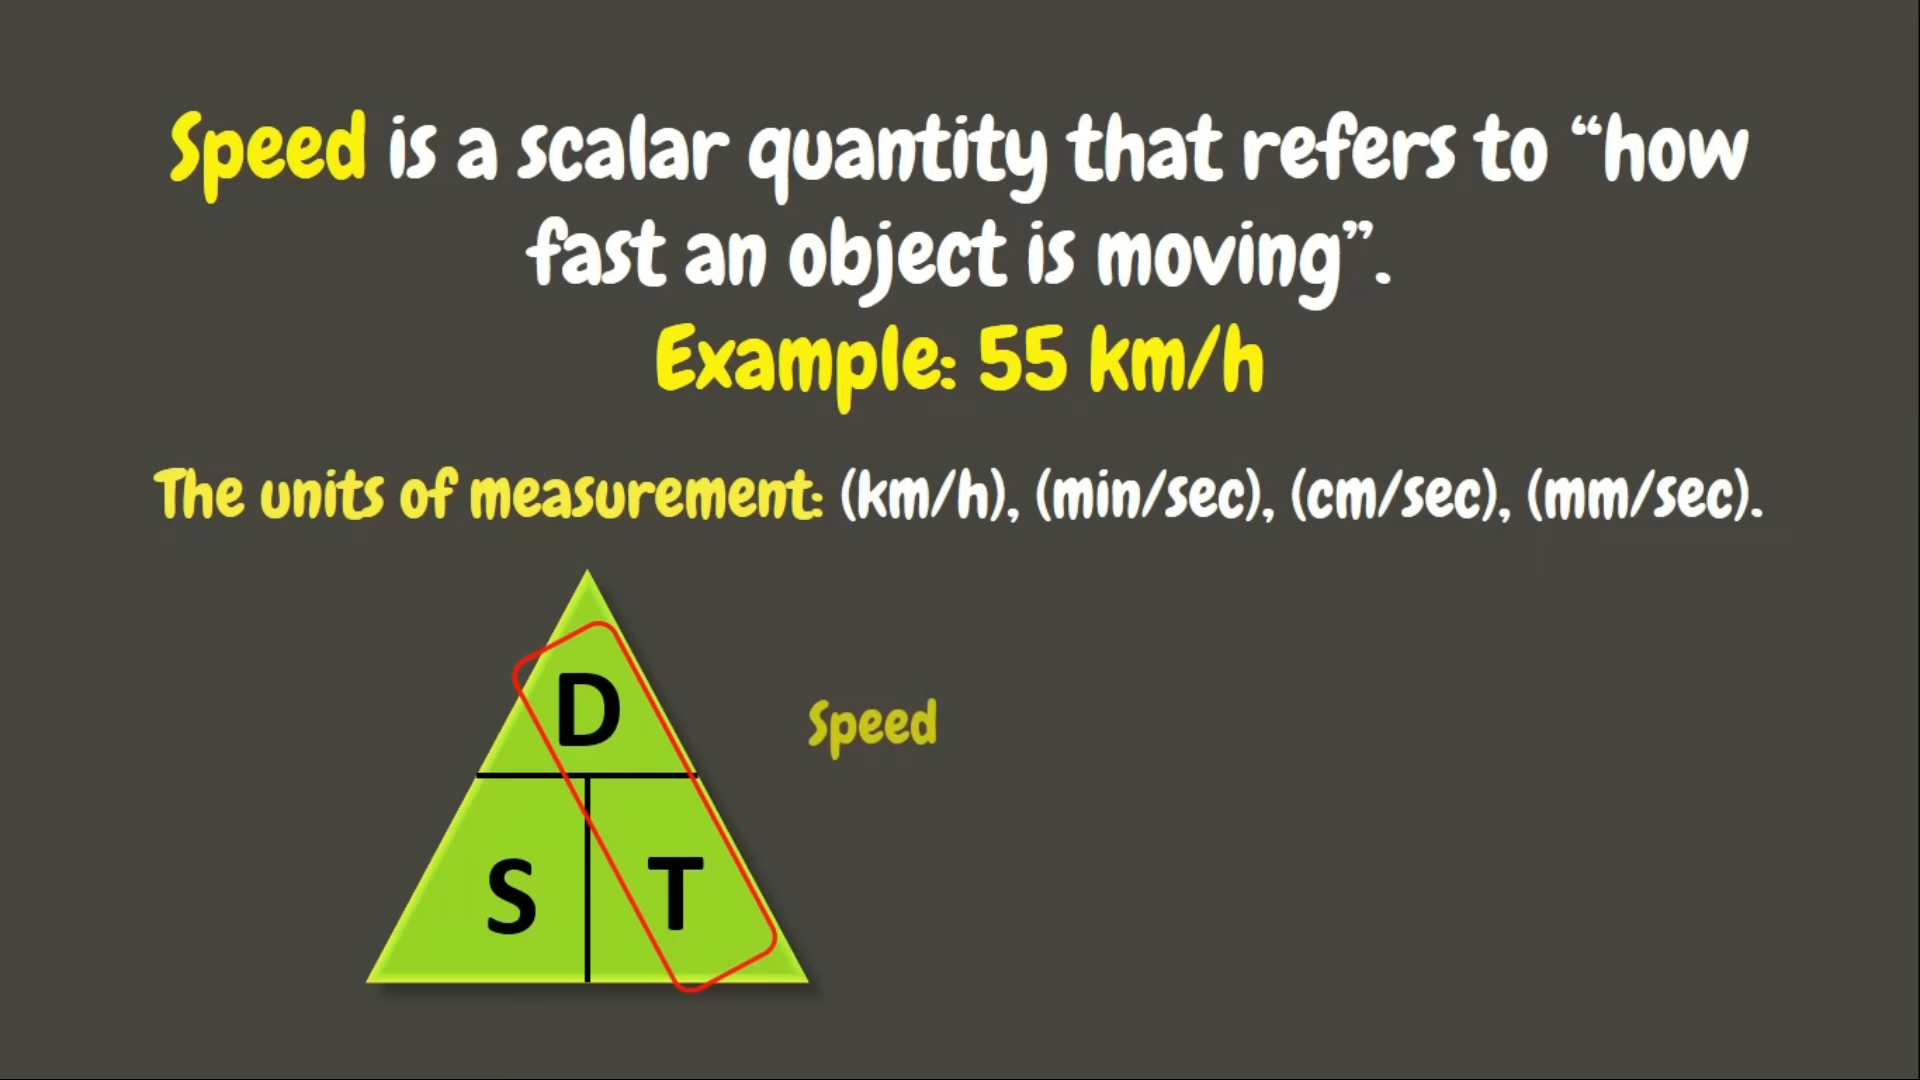 Speed is a scalar quantity that refers to “how
fast an object is moving”.
Example: 55 km/h
The units of measurement: (km/h), (min/sec), (cm/sec), (mm/sec).
D
Speed
S T